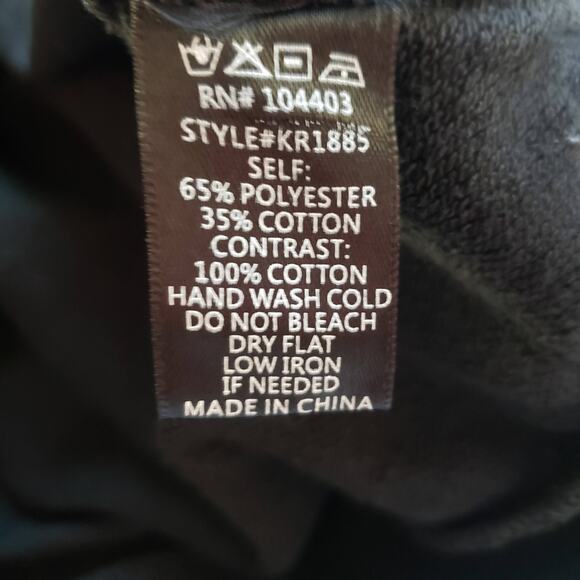 RN# 104403
STYLE#KR1885
SELF:
65% POLYESTER
35% COTTON
CONTRAST:
100% COTTON
HAND WASH COLD
DO NOT BLEACH
DRY FLAT
LOW IRON
IF NEEDED
MADE IN CHINA